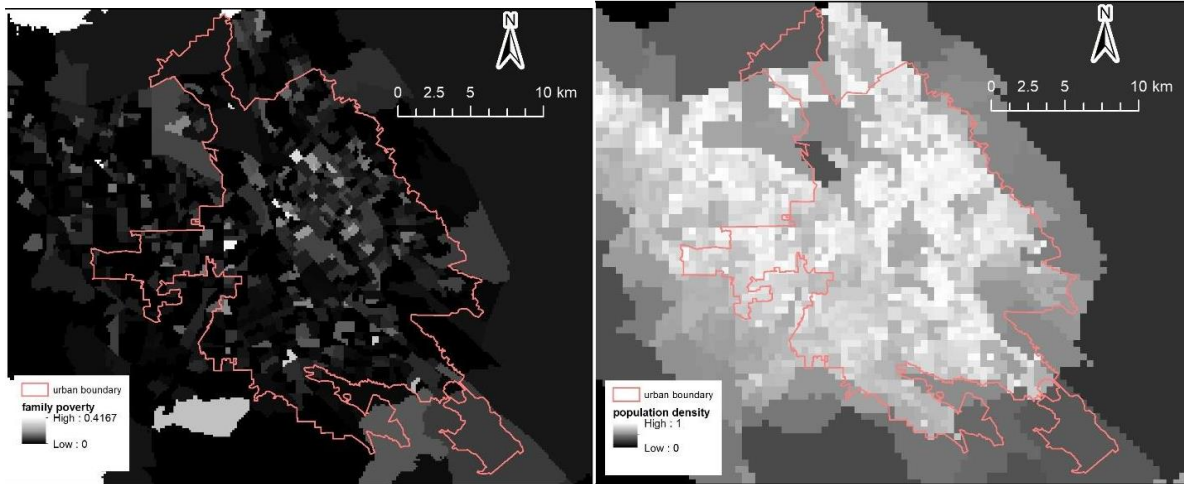 N
0 2.5 5 10 km
urban boundary
family poverty
High : 0.4167
Low : 0
N
0 2.5 5 10 km
urban boundary
population density
High : 1
Low : 0